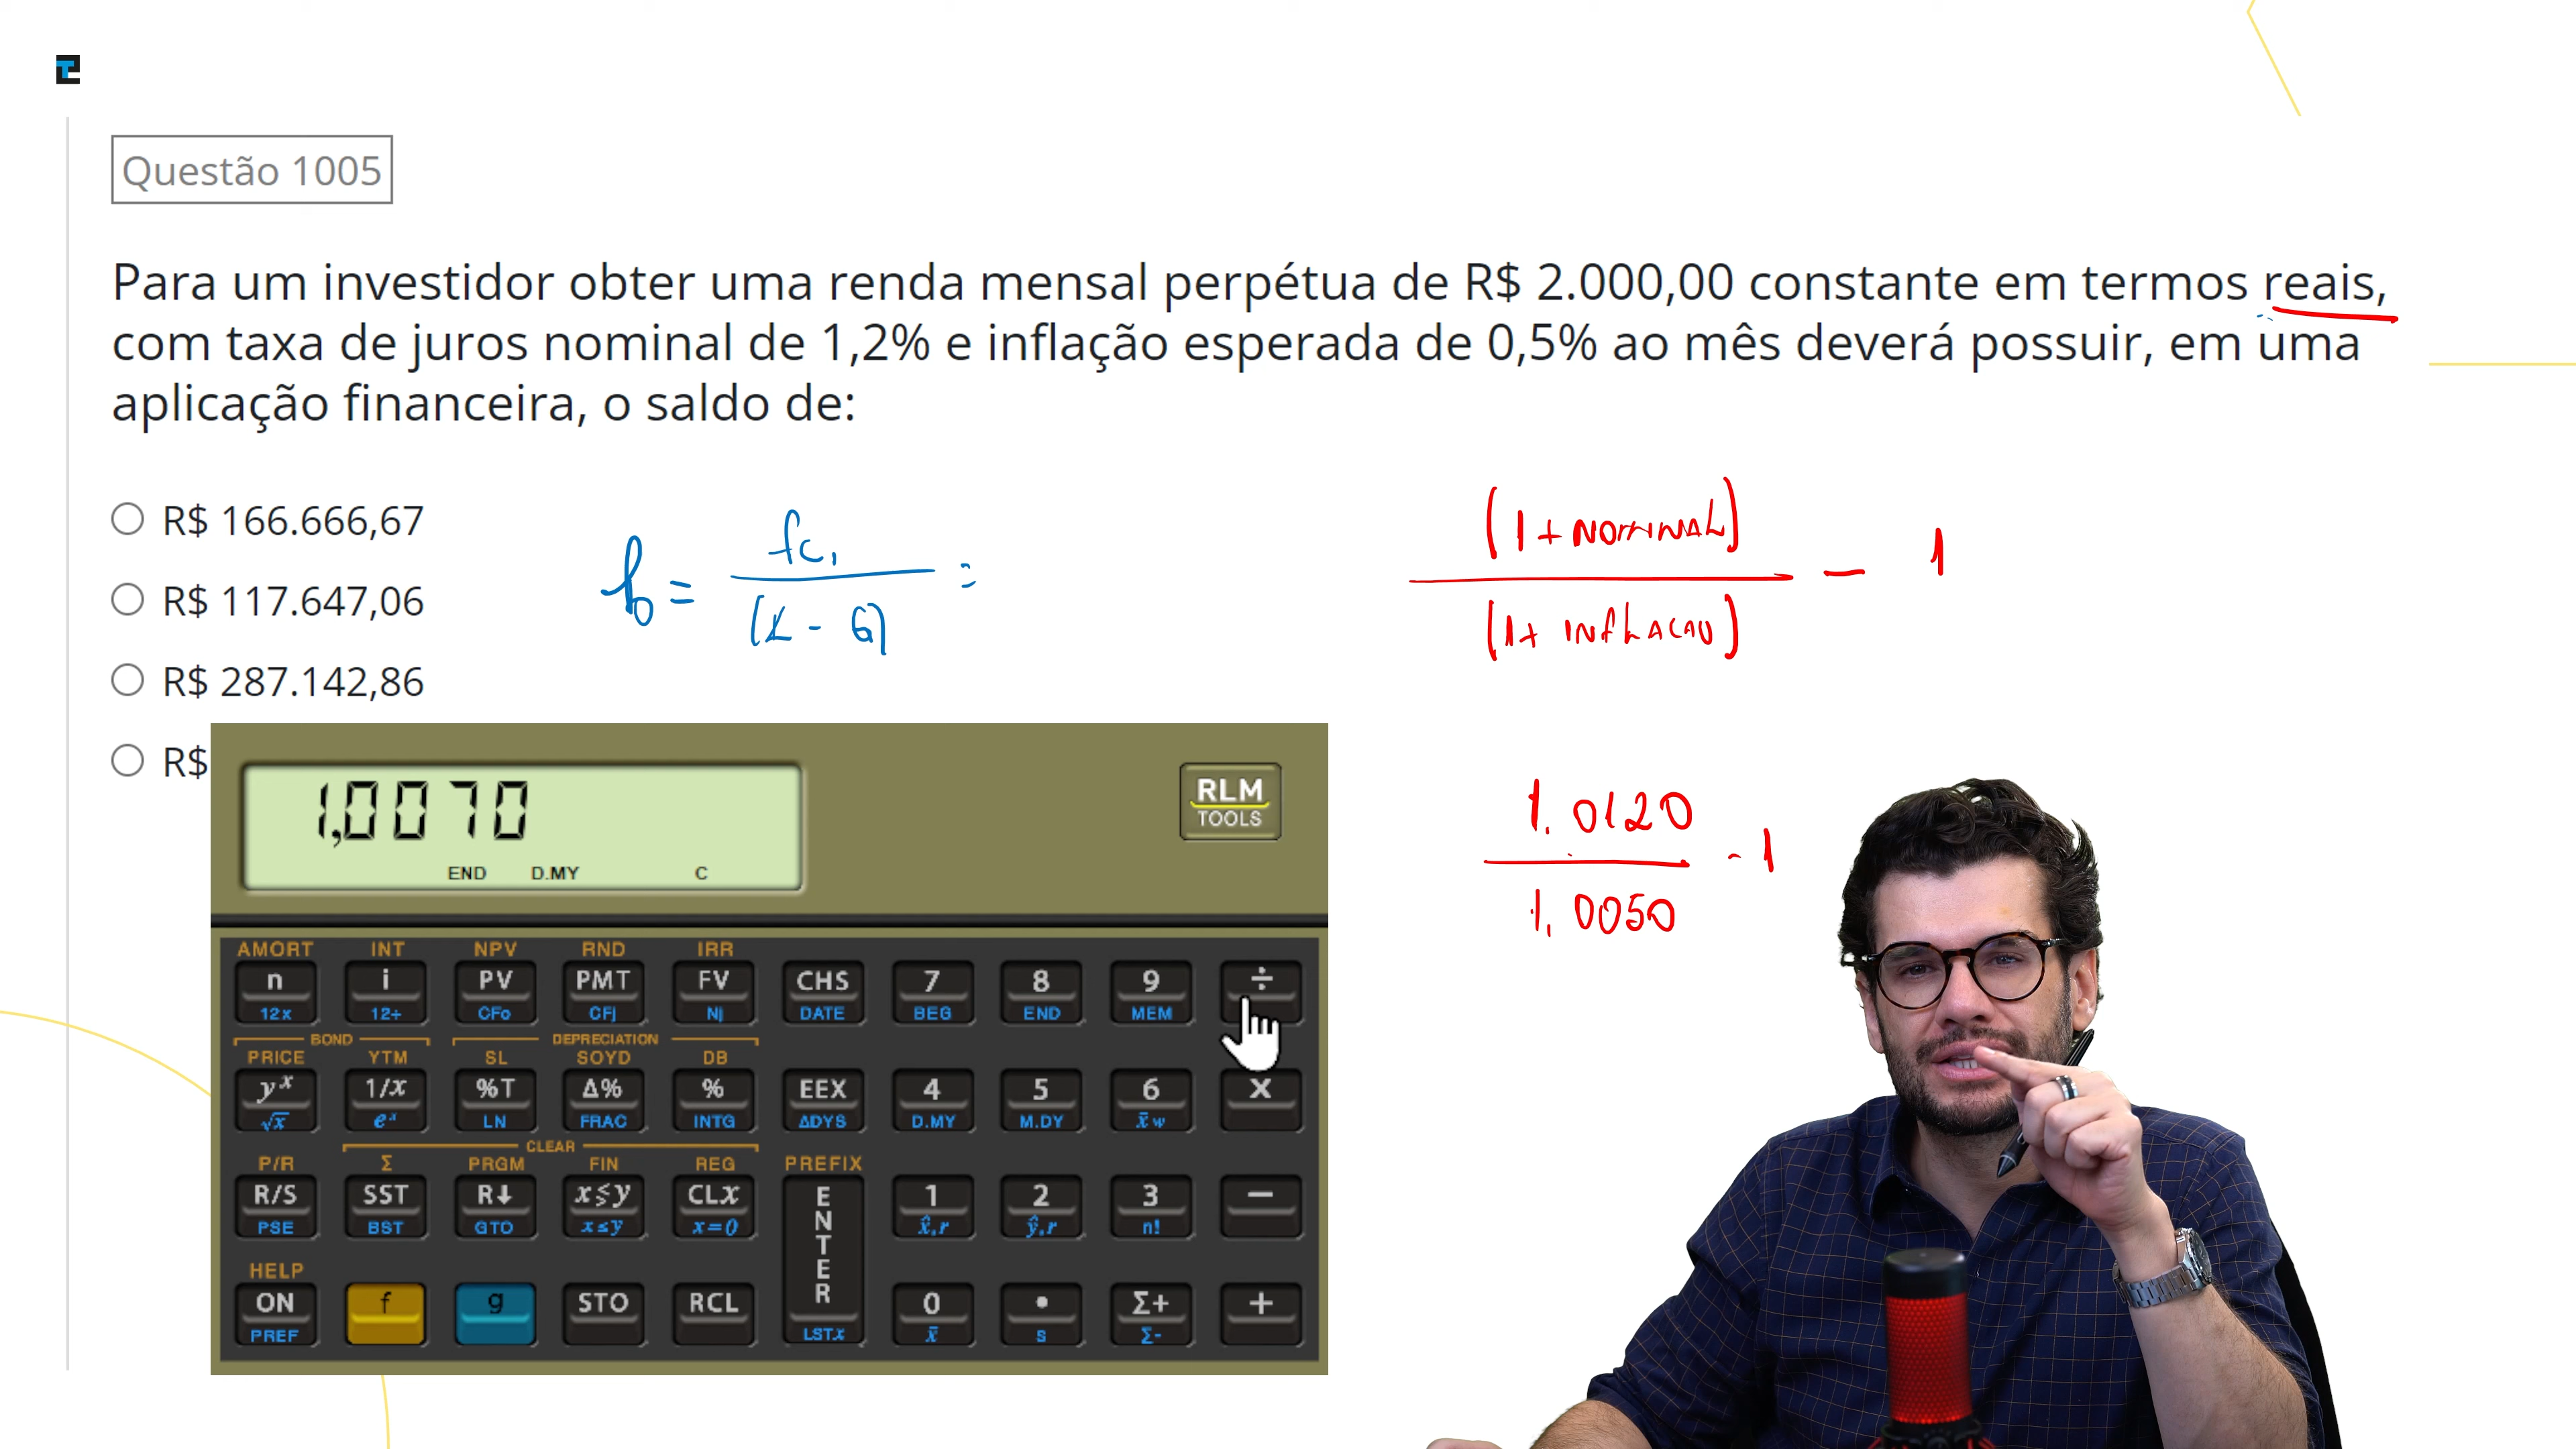 Questão 1005
Para um investidor obter uma renda mensal perpétua de R$ 2.000,00 constante em termos reais,
com taxa de juros nominal de 1,2% e inflação esperada de 0,5% ao mês deverá possuir, em uma
aplicação financeira, o saldo de:
R$ 166.666,67
R$ 117.647,06
R$ 287.142,86
R$
P0 = fc1 / (K - G) =
(1 + NOMINAL)
(1 + INFLACAO)
- 1
1.0120
1.0050
- 1
1,0070
END D.MY C
RLM
TOOLS
AMORT INT NPV RND IRR
n i PV PMT FV CHS 7 8 9 ÷
12x 12÷ CFo CFj Nj DATE BEG END MEM
BOND DEPRECIATION
PRICE YTM SL SOYD DB
y^x 1/x %T Δ% % EEX 4 5 6 X
√x e^x LN FRAC INTG ΔDYS D.MY M.DY x̄w
CLEAR
P/R Σ PRGM FIN REG PREFIX
R/S SST R↓ x≶y CLx ENTER 1 2 3 −
PSE BST GTO x≤y x=0 x̂,r ŷ,r n!
HELP
ON f g STO RCL 0 • Σ+ +
PREF LSTx x̄ s Σ-